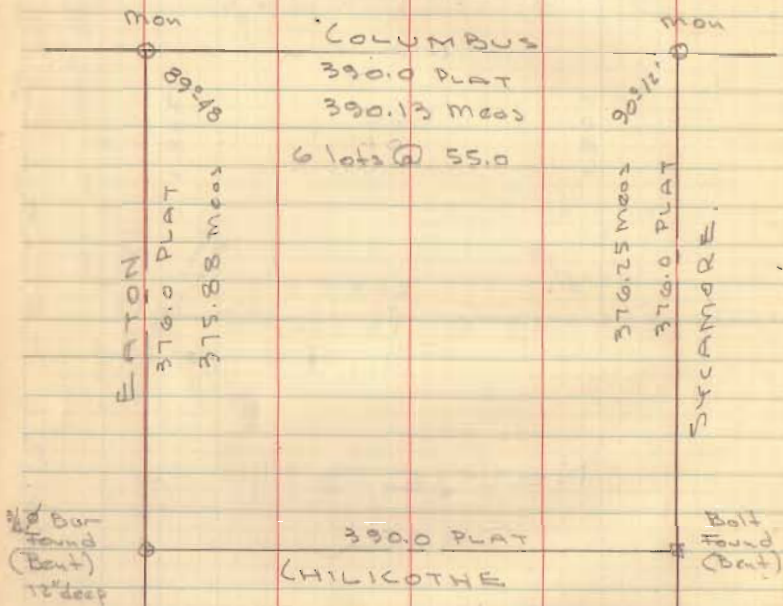 Mon
Mon
COLUMBUS
390.0 PLAT
390.13 Meas
6 lots @ 55.0
89°48
90°12'
EATON
376.0 PLAT
375.88 Meas
376.25 Meas
376.0 PLAT
SYCAMORE.
3/4 ø Bar
Found
(Bent)
12" deep
390.0 PLAT
CHILICOTHE
Bolt
Found
(Bent)